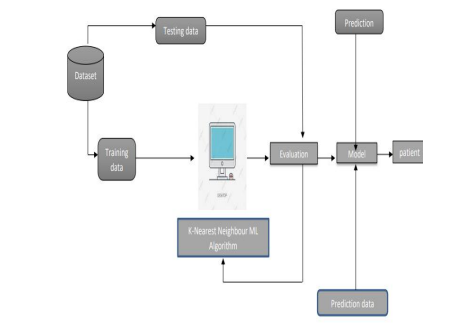 Testing data
Prediction
Dataset
Training
data
Evaluation
Model
patient
K-Nearest Neighbour ML
Algorithm
Prediction data